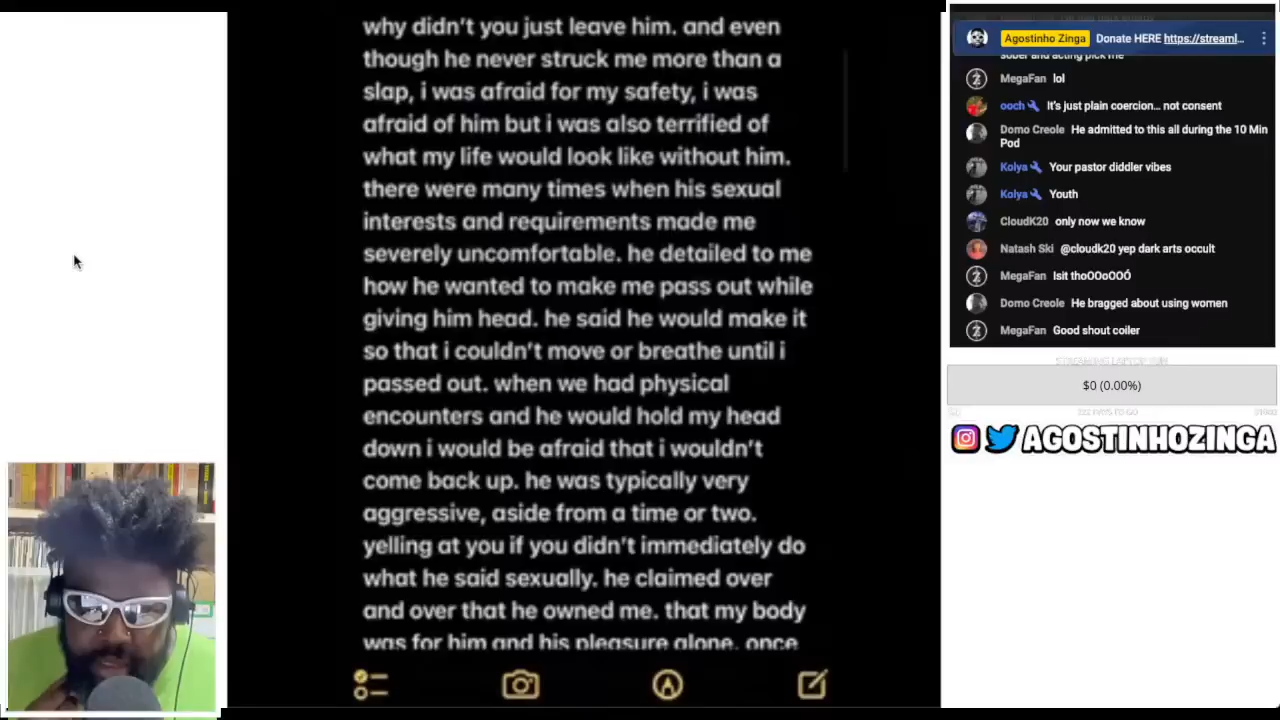 why didn't you just leave him. and even
though he never struck me more than a
slap, i was afraid for my safety, i was
afraid of him but i was also terrified of
what my life would look like without him.
there were many times when his sexual
interests and requirements made me
severely uncomfortable. he detailed to me
how he wanted to make me pass out while
giving him head. he said he would make it
so that i couldn't move or breathe until i
passed out. when we had physical
encounters and he would hold my head
down i would be afraid that i wouldn't
come back up. he was typically very
aggressive, aside from a time or two.
yelling at you if you didn't immediately do
what he said sexually. he claimed over
and over that he owned me. that my body
was for him and his pleasure alone. once
Agostinho Zinga Donate HERE https://streaml...
sober and acting pick me
MegaFan lol
ooch It's just plain coercion... not consent
Domo Creole He admitted to this all during the 10 Min
Pod
Kolya Your pastor diddler vibes
Kolya Youth
CloudK20 only now we know
Natash Ski @cloudk20 yep dark arts occult
MegaFan Isit thoOOoOOÓ
Domo Creole He bragged about using women
MegaFan Good shout coiler
$0 (0.00%)
AGOSTINHOZINGA